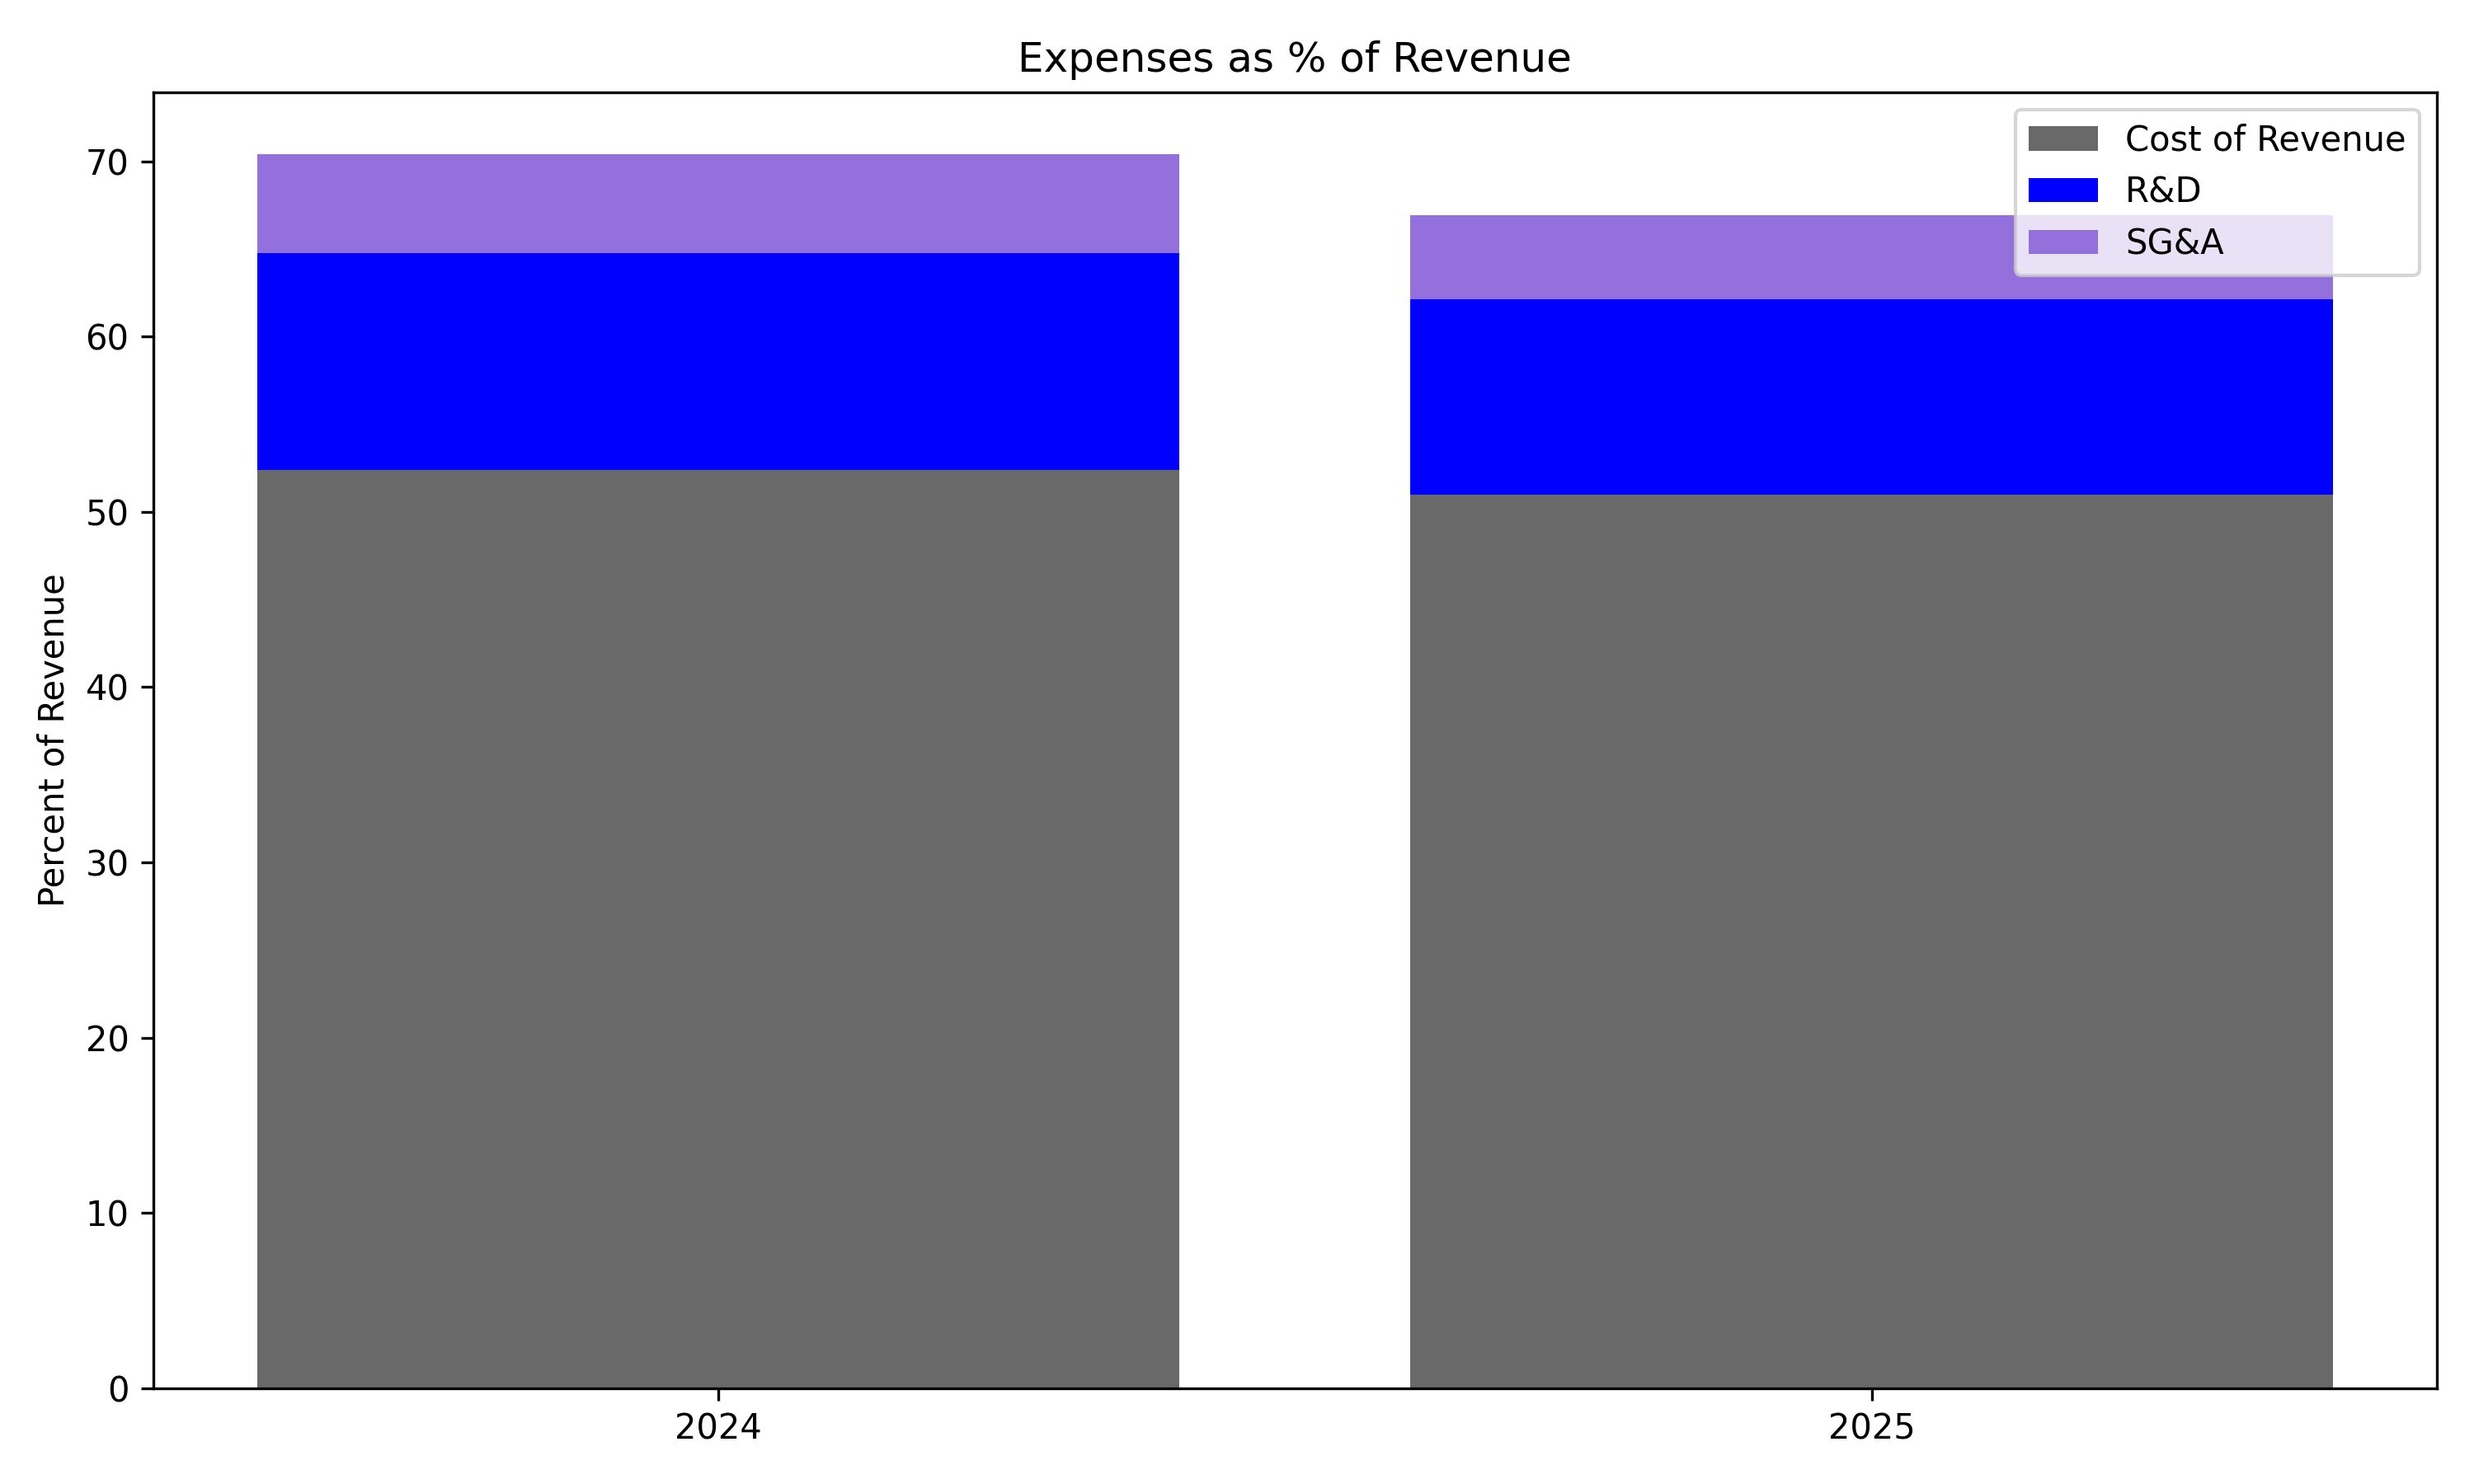 Expenses as % of Revenue
Cost of Revenue
R&D
SG&A
Percent of Revenue
70
60
50
40
30
20
10
0
2024
2025